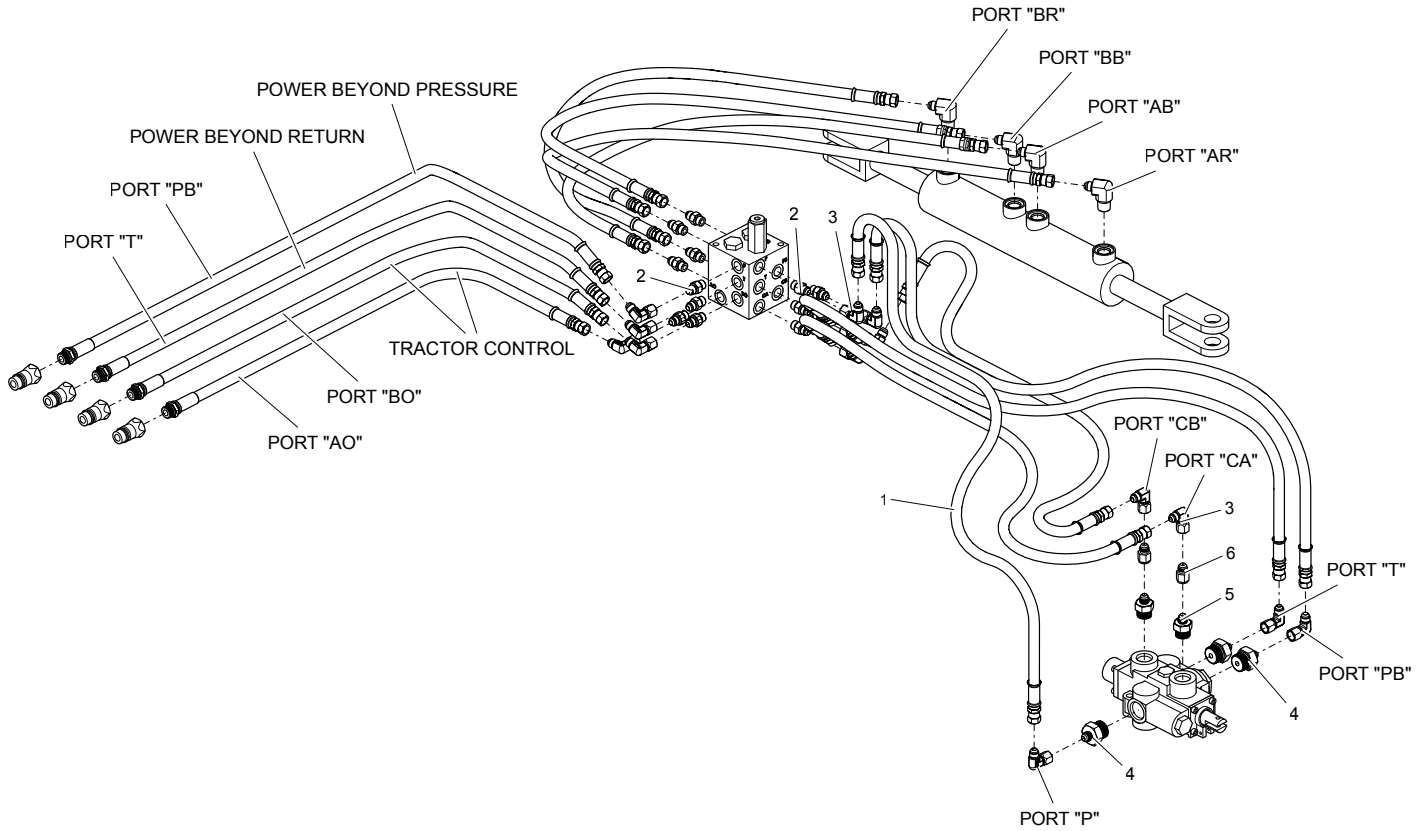 PORT "BR"
PORT "BB"
POWER BEYOND PRESSURE
PORT "AB"
POWER BEYOND RETURN
PORT "AR"
PORT "PB"
PORT "T"
2
3
2
TRACTOR CONTROL
PORT "BO"
PORT "CB"
PORT "AO"
PORT "CA"
1
3
6
PORT "T"
5
PORT "PB"
4
4
PORT "P"